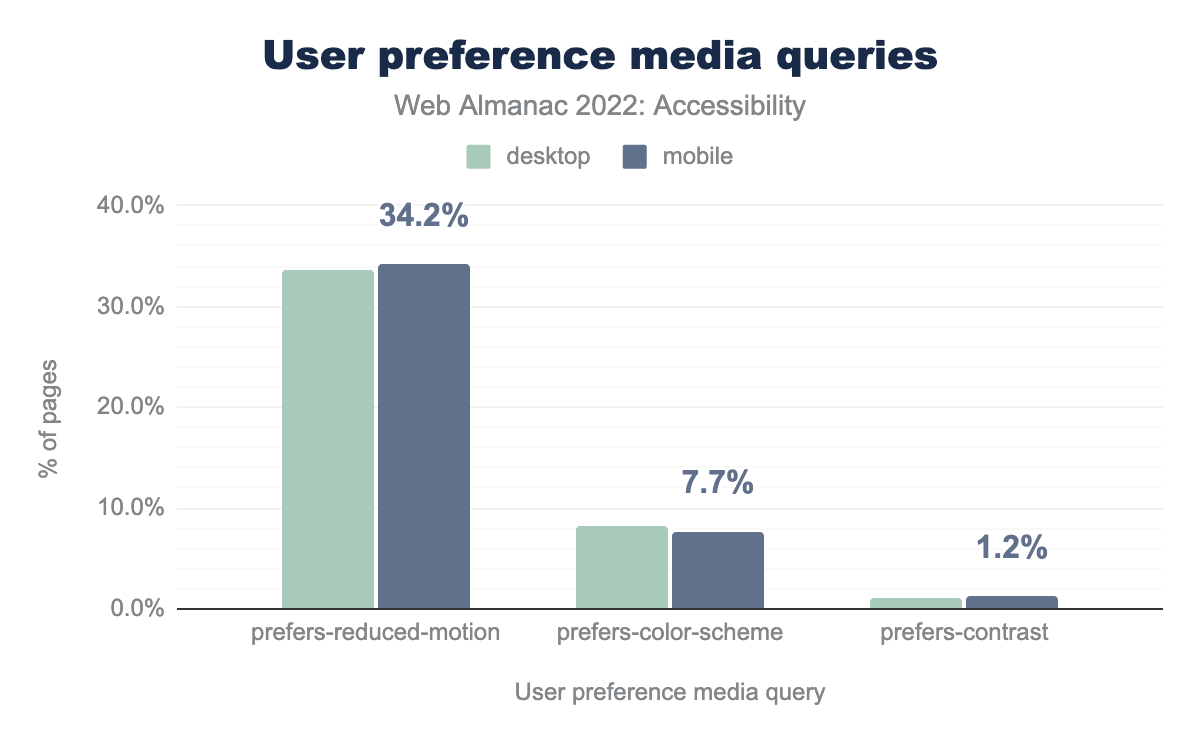 User preference media queries
Web Almanac 2022: Accessibility
desktop mobile
40.0%
34.2%
30.0%
20.0%
10.0%
7.7%
1.2%
0.0%
% of pages
prefers-reduced-motion prefers-color-scheme prefers-contrast
User preference media query